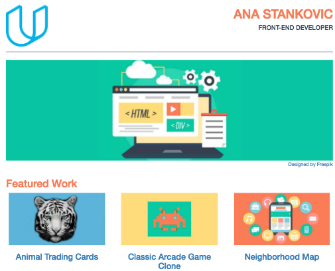 ANA STANKOVIC
FRONT-END DEVELOPER
< HTML >
< DIV >
Designed by Freepik
Featured Work
Animal Trading Cards
Classic Arcade Game
Clone
Neighborhood Map